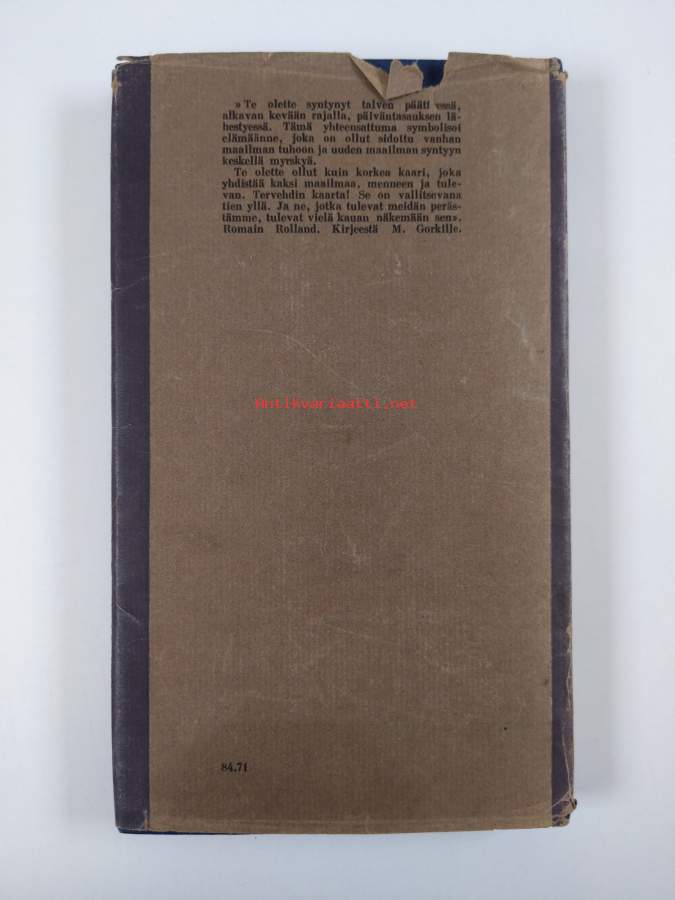 » Te olette syntynyt talven päättyessä,
alkavan kevään rajalla, päiväntasauksen lä-
hestyessä. Tämä yhteensattuma symbolisoi
elämäänne, joka on ollut sidottu vanhan
maailman tuhoon ja uuden maailman syntyyn
keskellä myrskyä.
Te olette ollut kuin korkea kaari, joka
yhdistää kaksi maailmaa, menneen ja tule-
van. Tervehdin kaarta! Se on vallitsevana
tien yllä. Ja ne, jotka tulevat meidän peräs-
tämme, tulevat vielä kauan näkemään sen».
Romain Rolland. Kirjeestä M. Gorkille.
Antikvariaatti.net
84.71